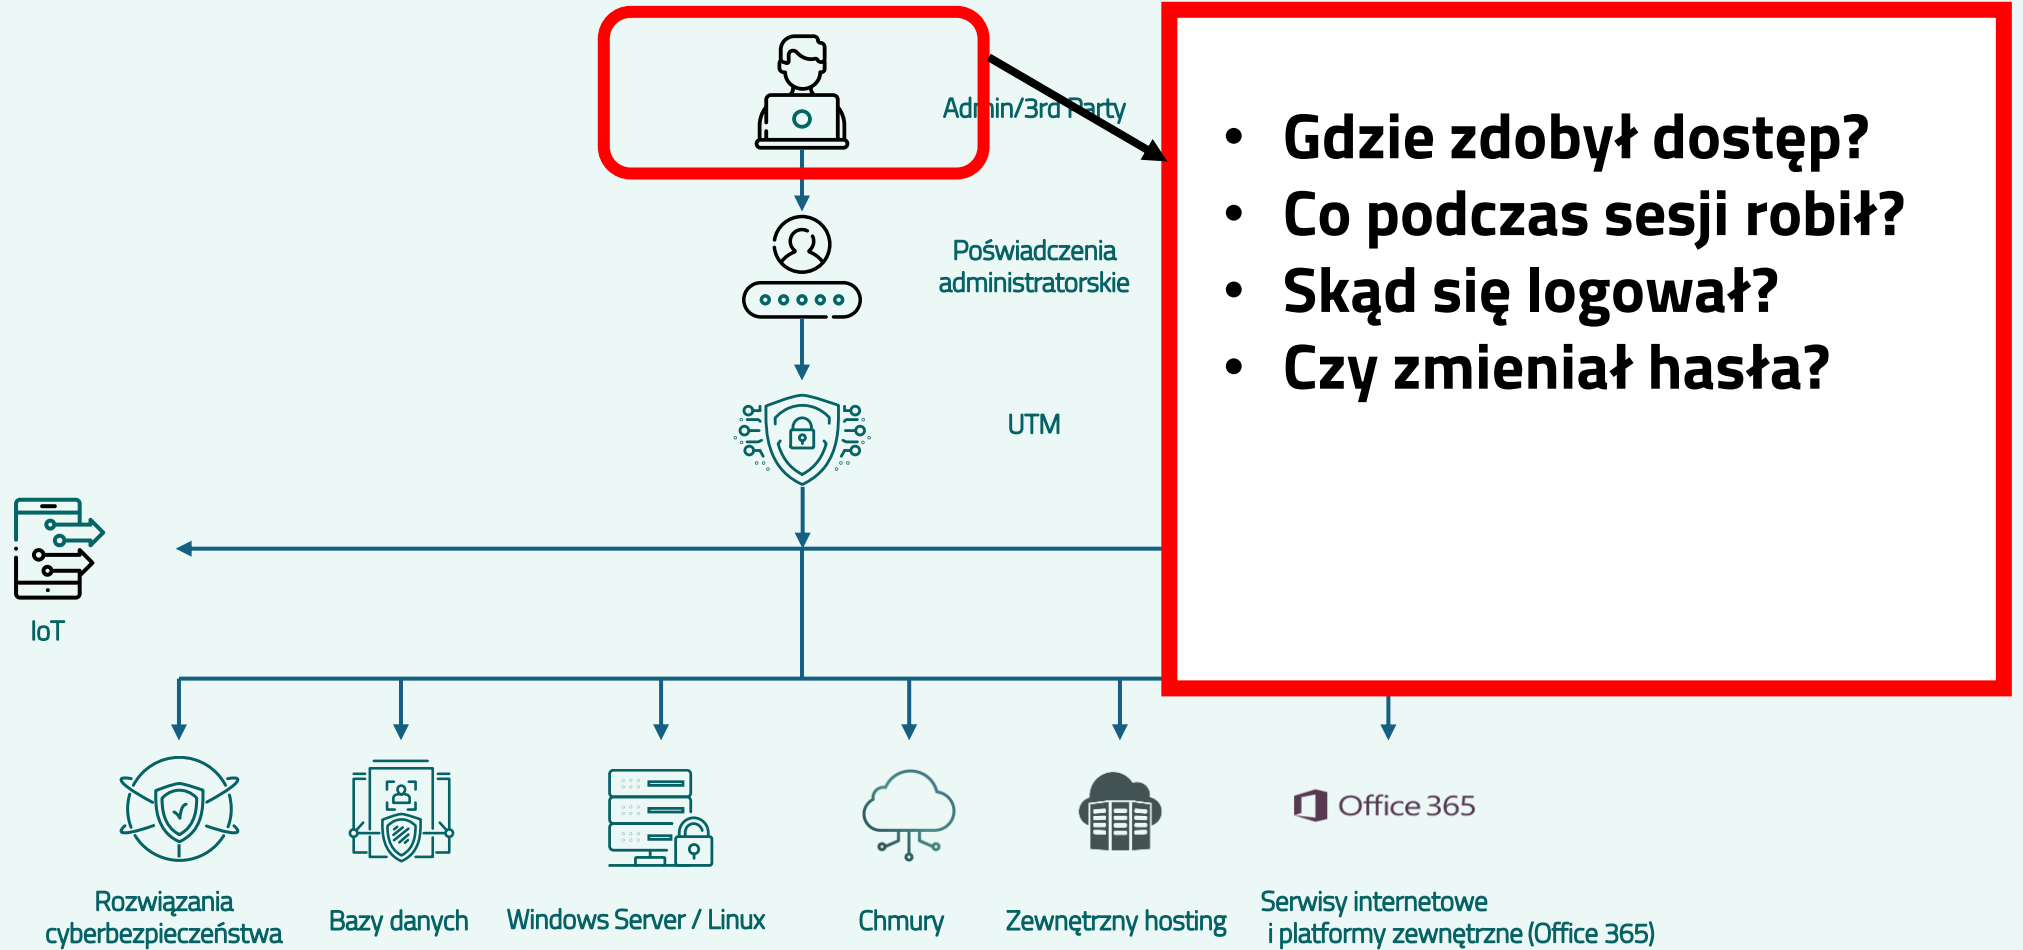 Admin/3rd Party
• Gdzie zdobył dostęp?
• Co podczas sesji robił?
• Skąd się logował?
• Czy zmieniał hasła?
Poświadczenia
administratorskie
UTM
IoT
Office 365
Rozwiązania
cyberbezpieczeństwa
Bazy danych
Windows Server / Linux
Chmury
Zewnętrzny hosting
Serwisy internetowe
i platformy zewnętrzne (Office 365)